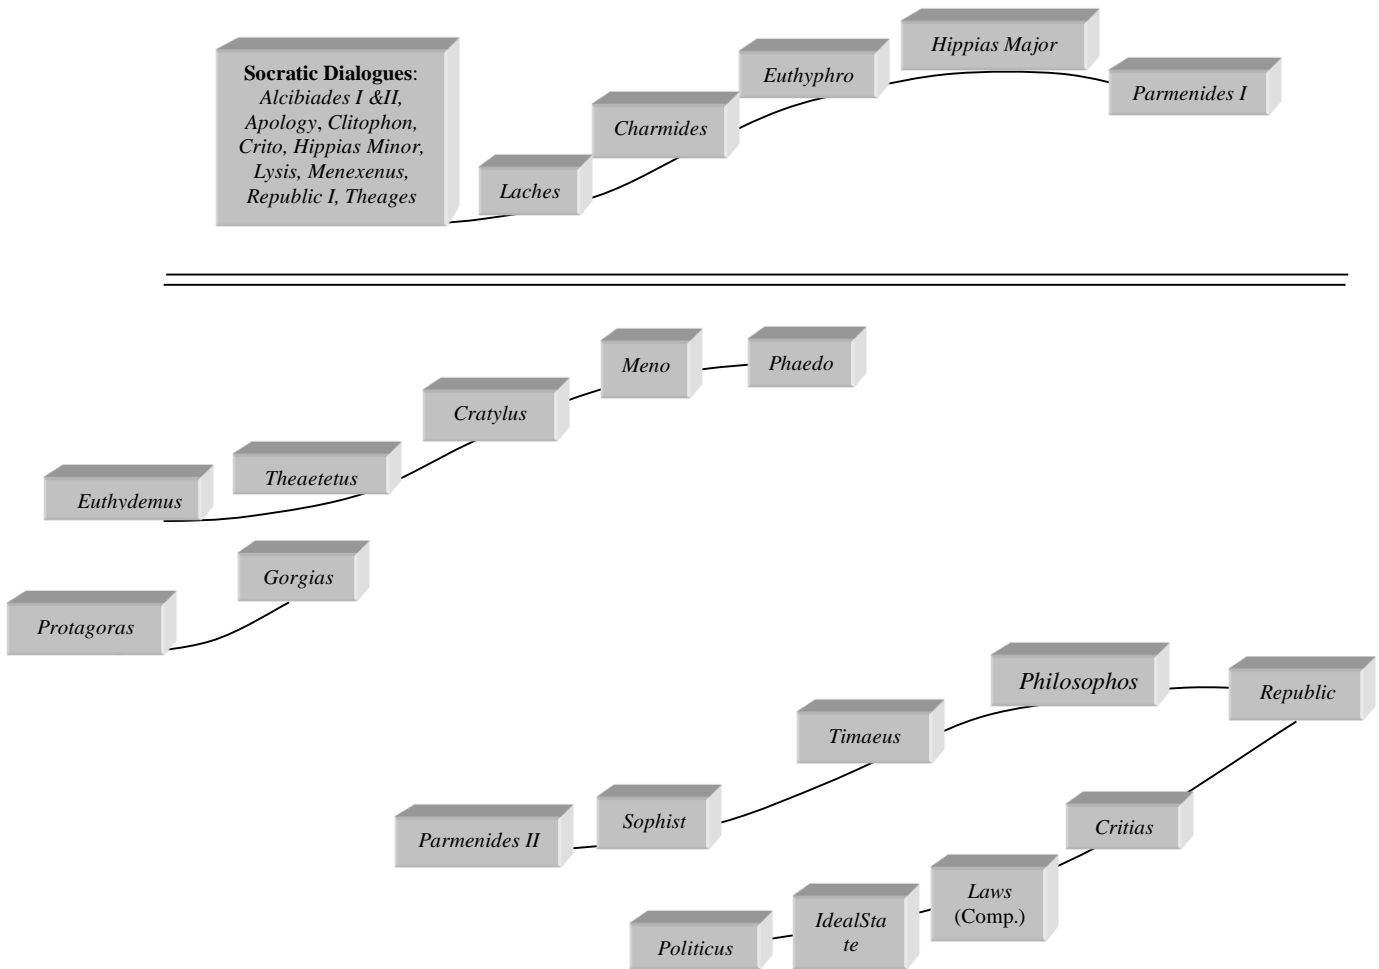 Socratic Dialogues:
Alcibiades I &II,
Apology, Clitophon,
Crito, Hippias Minor,
Lysis, Menexenus,
Republic I, Theages
Laches
Charmides
Euthyphro
Hippias Major
Parmenides I
Euthydemus
Theaetetus
Cratylus
Meno
Phaedo
Protagoras
Gorgias
Parmenides II
Sophist
Timaeus
Philosophos
Republic
Politicus
IdealSta
te
Laws
(Comp.)
Critias